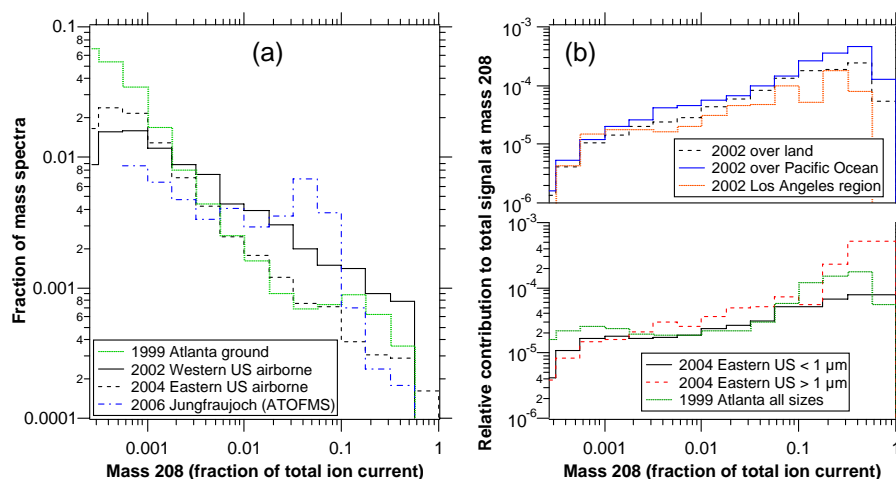 (a)
Fraction of mass spectra
0.1
8
6
4
2
0.01
8
6
4
2
0.001
8
6
4
2
0.0001
1999 Atlanta ground
2002 Western US airborne
2004 Eastern US airborne
2006 Jungfraujoch (ATOFMS)
0.001
0.01
0.1
1
Mass 208 (fraction of total ion current)
(b)
Relative contribution to total signal at mass 208
10-3
10-4
10-5
10-6
2002 over land
2002 over Pacific Ocean
2002 Los Angeles region
10-3
4
2
10-4
4
2
10-5
4
2
10-6
2004 Eastern US < 1 µm
2004 Eastern US > 1 µm
1999 Atlanta all sizes
0.001
0.01
0.1
1
Mass 208 (fraction of total ion current)